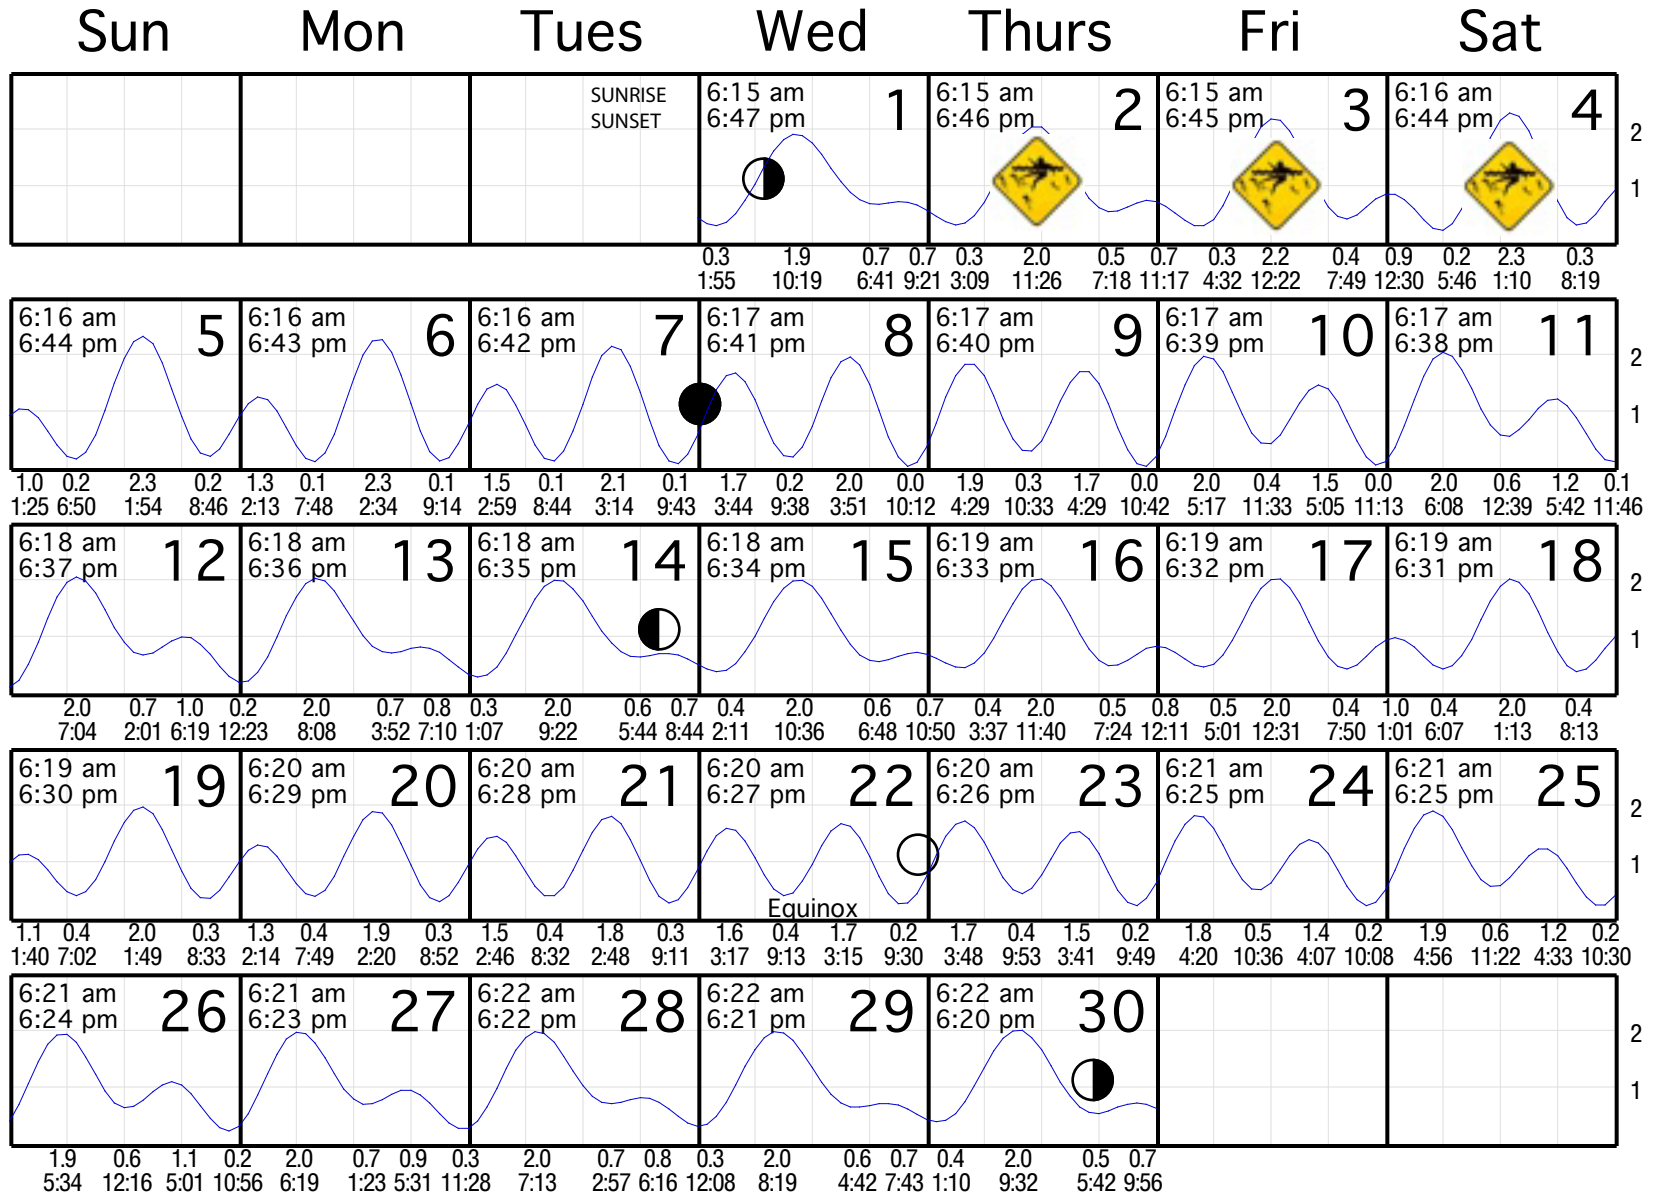 Sun Mon Tues Wed Thurs Fri Sat
SUNRISE 6:15 am 1 6:15 am 2 6:15 am 3 6:16 am 4
SUNSET 6:47 pm 6:46 pm 6:45 pm 6:44 pm 2
1
0.3 1.9 0.7 0.7 0.3 2.0 0.5 0.7 0.3 2.2 0.4 0.9 0.2 2.3 0.3
1:55 10:19 6:41 9:21 3:09 11:26 7:18 11:17 4:32 12:22 7:49 12:30 5:46 1:10 8:19
6:16 am 5 6:16 am 6 6:16 am 7 6:17 am 8 6:17 am 9 6:17 am 10 6:17 am 11
6:44 pm 6:43 pm 6:42 pm 6:41 pm 6:40 pm 6:39 pm 6:38 pm 2
1
1.0 0.2 2.3 0.2 1.3 0.1 2.3 0.1 1.5 0.1 2.1 0.1 1.7 0.2 2.0 0.0 1.9 0.3 1.7 0.0 2.0 0.4 1.5 0.0 2.0 0.6 1.2 0.1
1:25 6:50 1:54 8:46 2:13 7:48 2:34 9:14 2:59 8:44 3:14 9:43 3:44 9:38 3:51 10:12 4:29 10:33 4:29 10:42 5:17 11:33 5:05 11:13 6:08 12:39 5:42 11:46
6:18 am 12 6:18 am 13 6:18 am 14 6:18 am 15 6:19 am 16 6:19 am 17 6:19 am 18
6:37 pm 6:36 pm 6:35 pm 6:34 pm 6:33 pm 6:32 pm 6:31 pm 2
1
2.0 0.7 1.0 0.2 2.0 0.7 0.8 0.3 2.0 0.6 0.7 0.4 2.0 0.6 0.7 0.4 2.0 0.5 0.8 0.5 2.0 0.4 1.0 0.4 2.0 0.4
7:04 2:01 6:19 12:23 8:08 3:52 7:10 1:07 9:22 5:44 8:44 2:11 10:36 6:48 10:50 3:37 11:40 7:24 12:11 5:01 12:31 7:50 1:01 6:07 1:13 8:13
6:19 am 19 6:20 am 20 6:20 am 21 6:20 am 22 6:20 am 23 6:21 am 24 6:21 am 25
6:30 pm 6:29 pm 6:28 pm 6:27 pm 6:26 pm 6:25 pm 6:25 pm 2
1
Equinox
1.1 0.4 2.0 0.3 1.3 0.4 1.9 0.3 1.5 0.4 1.8 0.3 1.6 0.4 1.7 0.2 1.7 0.4 1.5 0.2 1.8 0.5 1.4 0.2 1.9 0.6 1.2 0.2
1:40 7:02 1:49 8:33 2:14 7:49 2:20 8:52 2:46 8:32 2:48 9:11 3:17 9:13 3:15 9:30 3:48 9:53 3:41 9:49 4:20 10:36 4:07 10:08 4:56 11:22 4:33 10:30
6:21 am 26 6:21 am 27 6:22 am 28 6:22 am 29 6:22 am 30
6:24 pm 6:23 pm 6:22 pm 6:21 pm 6:20 pm 2
1
1.9 0.6 1.1 0.2 2.0 0.7 0.9 0.3 2.0 0.7 0.8 0.3 2.0 0.6 0.7 0.4 2.0 0.5 0.7
5:34 12:16 5:01 10:56 6:19 1:23 5:31 11:28 7:13 2:57 6:16 12:08 8:19 4:42 7:43 1:10 9:32 5:42 9:56